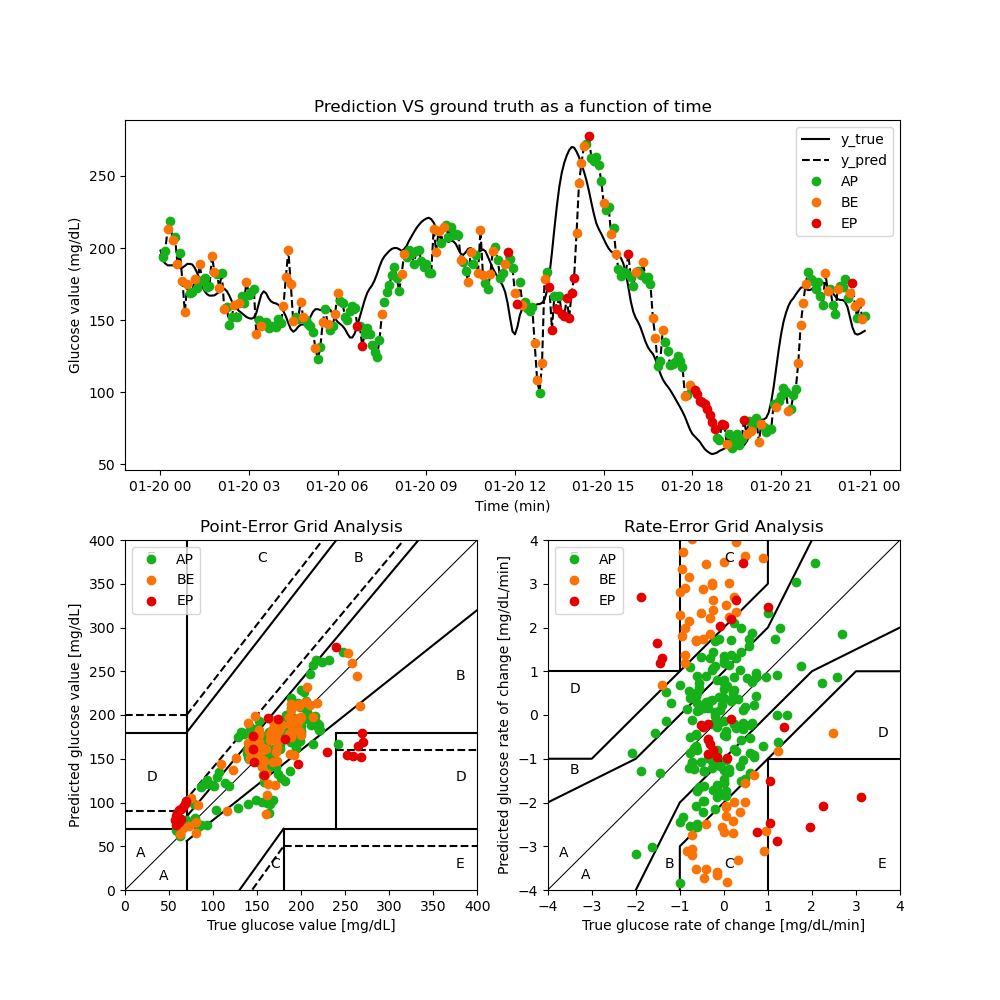 Prediction VS ground truth as a function of time
Glucose value (mg/dL)
250
200
150
100
50
y_true
y_pred
AP
BE
EP
01-20 00 01-20 03 01-20 06 01-20 09 01-20 12 01-20 15 01-20 18 01-20 21 01-21 00
Time (min)
Point-Error Grid Analysis
Predicted glucose value [mg/dL]
400
350
300
250
200
150
100
50
0
AP
BE
EP
C
B
B
D
D
A
A
C
E
0 50 100 150 200 250 300 350 400
True glucose value [mg/dL]
Rate-Error Grid Analysis
Predicted glucose rate of change [mg/dL/min]
4
3
2
1
0
−1
−2
−3
−4
AP
BE
EP
C
D
D
B
A
A
B
C
E
−4 −3 −2 −1 0 1 2 3 4
True glucose rate of change [mg/dL/min]